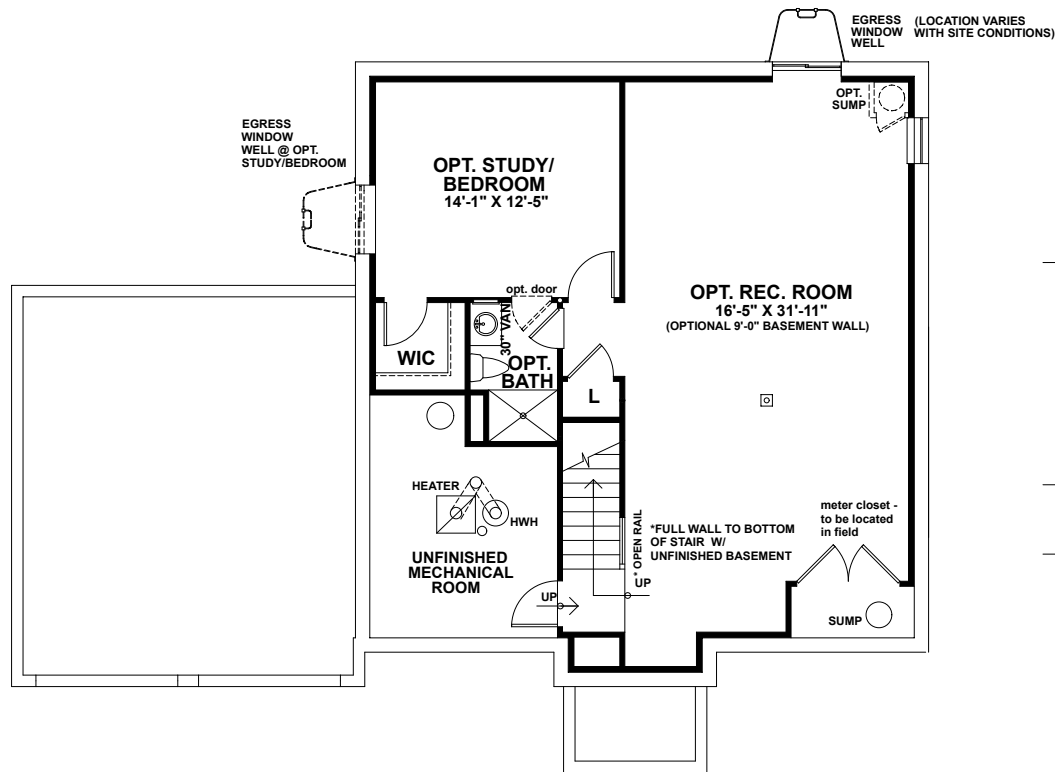 EGRESS
WINDOW
WELL
(LOCATION VARIES
WITH SITE CONDITIONS)
OPT.
SUMP
EGRESS
WINDOW
WELL @ OPT.
STUDY/BEDROOM
OPT. STUDY/
BEDROOM
14'-1" X 12'-5"
opt. door
OPT. REC. ROOM
16'-5" X 31'-11"
(OPTIONAL 9'-0" BASEMENT WALL)
30" VAN
WIC
OPT.
BATH
L
HEATER
HWH
meter closet -
to be located
in field
*FULL WALL TO BOTTOM
OF STAIR W/
UNFINISHED BASEMENT
* OPEN RAIL
UNFINISHED
MECHANICAL
ROOM
UP
UP
SUMP